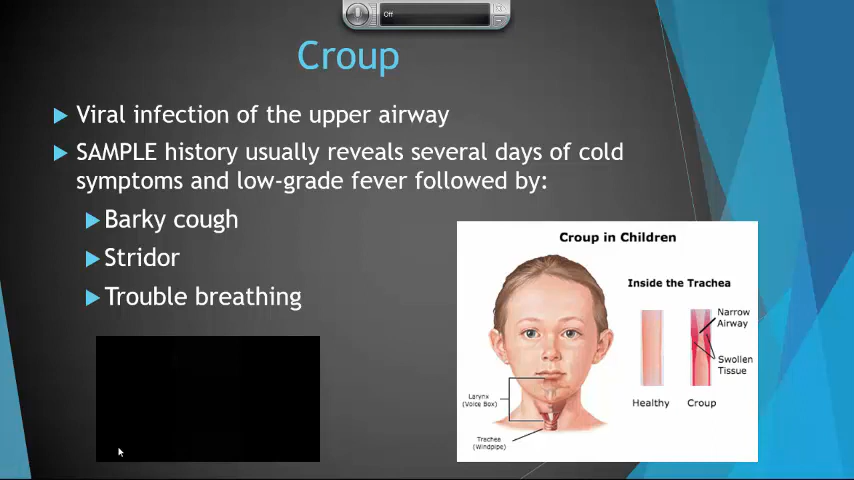 Off
Croup
Viral infection of the upper airway
SAMPLE history usually reveals several days of cold
symptoms and low-grade fever followed by:
Barky cough
Stridor
Trouble breathing
Croup in Children
Inside the Trachea
Narrow
Airway
Swollen
Tissue
Healthy
Croup
Larynx
(Voice Box)
Trachea
(Windpipe)